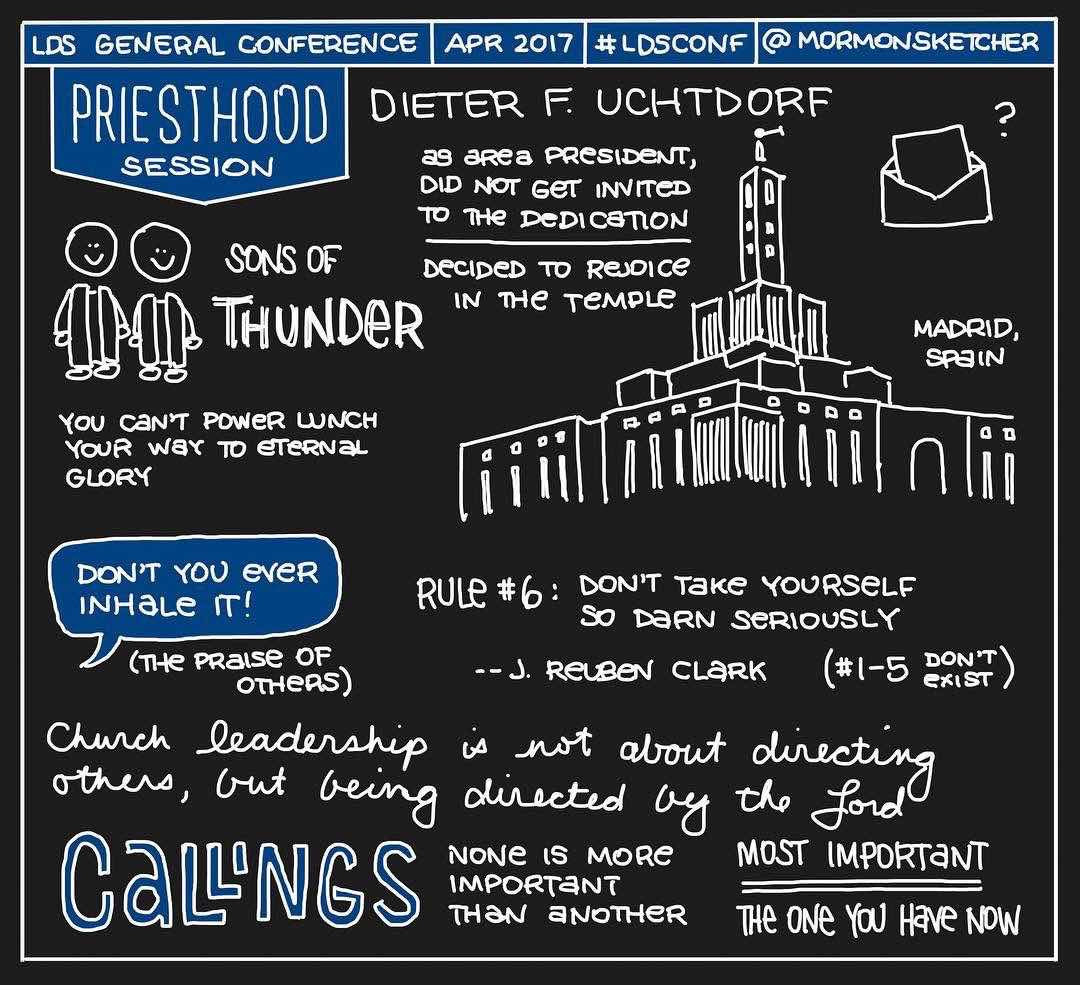 LDS GENERAL CONFERENCE
APR 2017
#LDSCONF
@MORMONSKETCHER
PRIESTHOOD
SESSION
DIETER F. UCHTDORF
as area PRESIDENT,
DID NOT GET INVITED
TO THE DEDICATION
DECIDED TO REJOICE
IN THE TEMPLE
?
MADRID,
SPAIN
SONS OF
THUNDER
YOU CAN'T POWER LUNCH
YOUR WAY TO ETERNAL
GLORY
DON'T YOU EVER
INHALE IT!
(THE PRAISE OF
OTHERS)
RULE #6: DON'T TAKE YOURSELF
SO DARN SERIOUSLY
-- J. REUBEN CLARK
(#1-5 DON'T
EXIST)
Church leadership is not about directing
others, but being directed by the Lord
CALLINGS
NONE IS MORE
IMPORTANT
THAN ANOTHER
MOST IMPORTANT
THE ONE YOU HAVE NOW